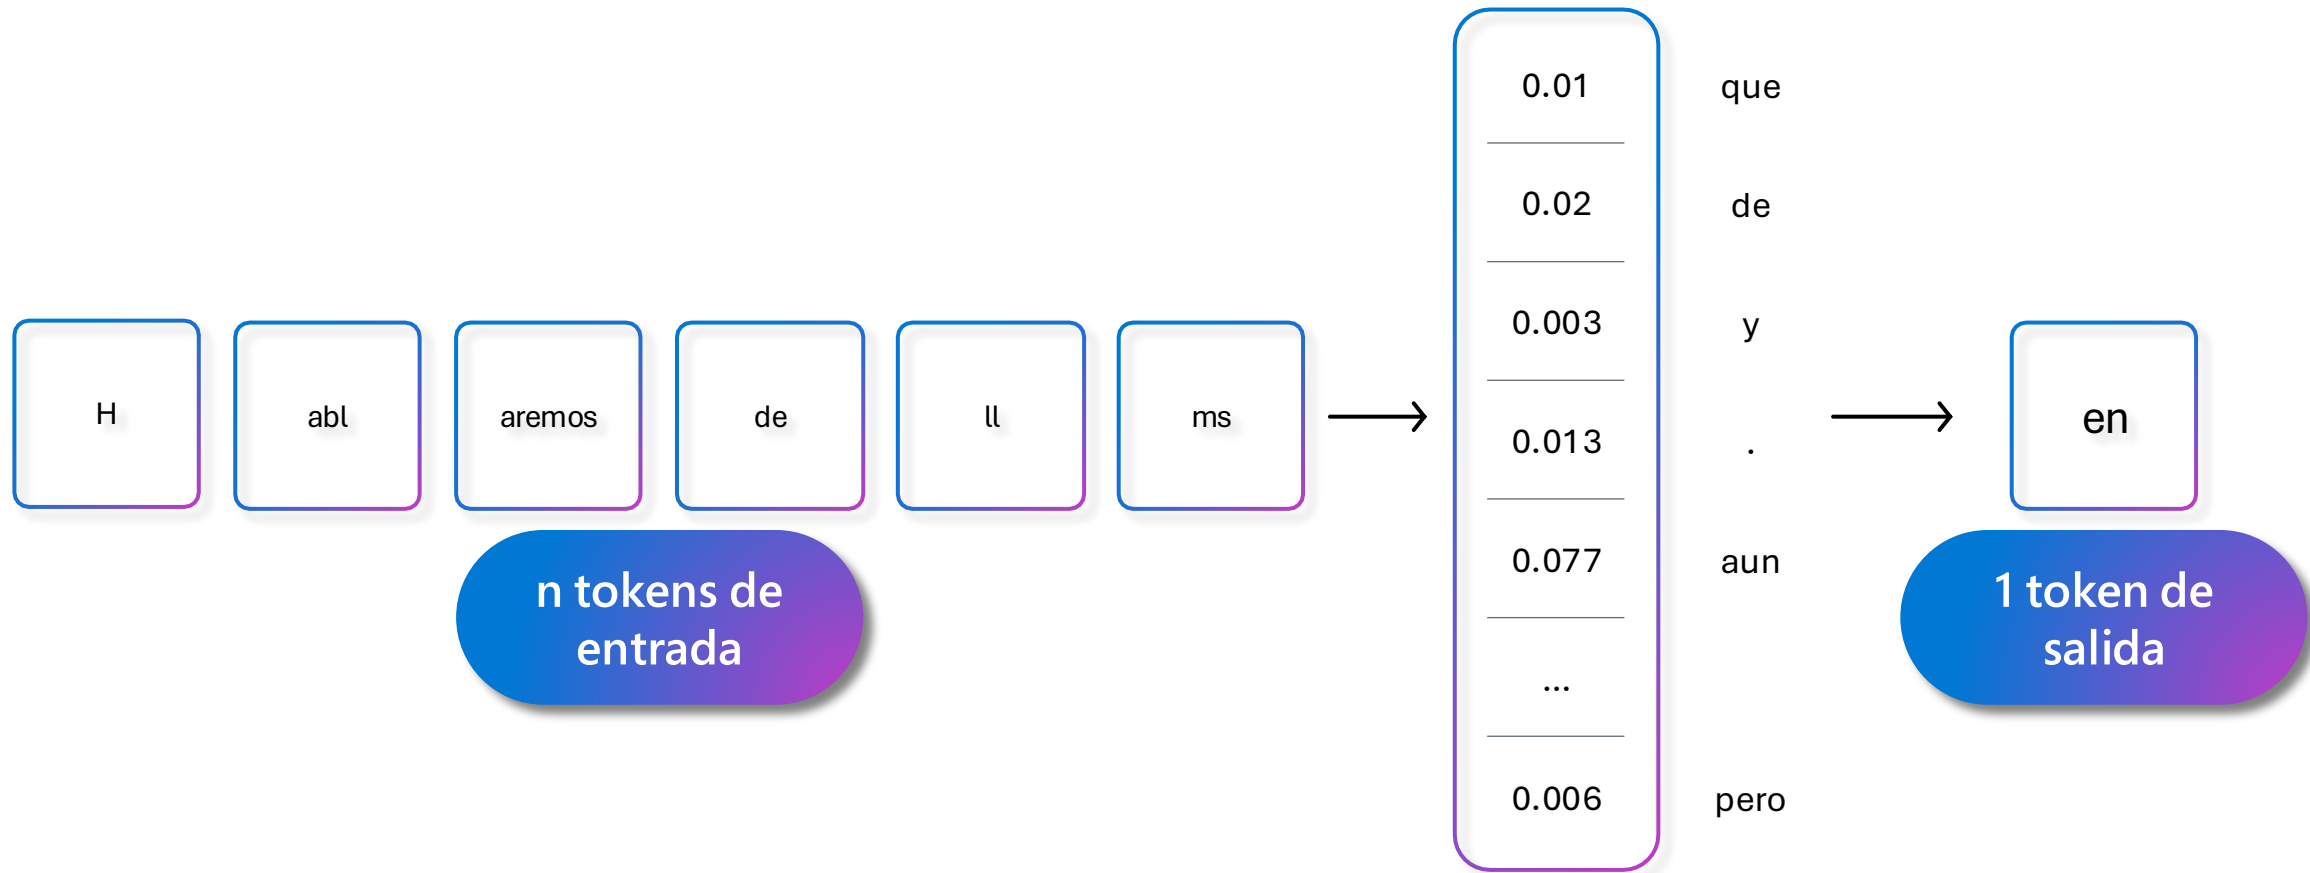 H abl aremos de ll ms
n tokens de
entrada
0.01 que
0.02 de
0.003 y
0.013 .
0.077 aun
...
0.006 pero
en
1 token de
salida